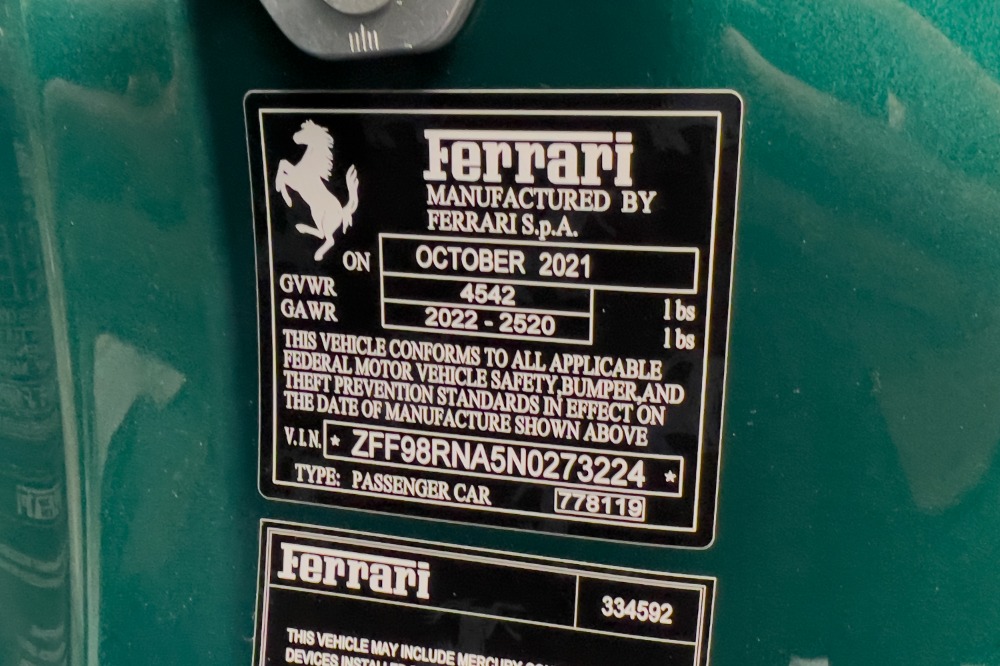 Ferrari
MANUFACTURED BY
FERRARI S.p.A.
ON OCTOBER 2021
GVWR 4542 lbs
GAWR 2022 - 2520 lbs
THIS VEHICLE CONFORMS TO ALL APPLICABLE
FEDERAL MOTOR VEHICLE SAFETY,BUMPER,AND
THEFT PREVENTION STANDARDS IN EFFECT ON
THE DATE OF MANUFACTURE SHOWN ABOVE
V.I.N. * ZFF98RNA5N0273224 *
TYPE: PASSENGER CAR 778119
Ferrari 334592
THIS VEHICLE MAY INCLUDE MERCURY
DEVICES